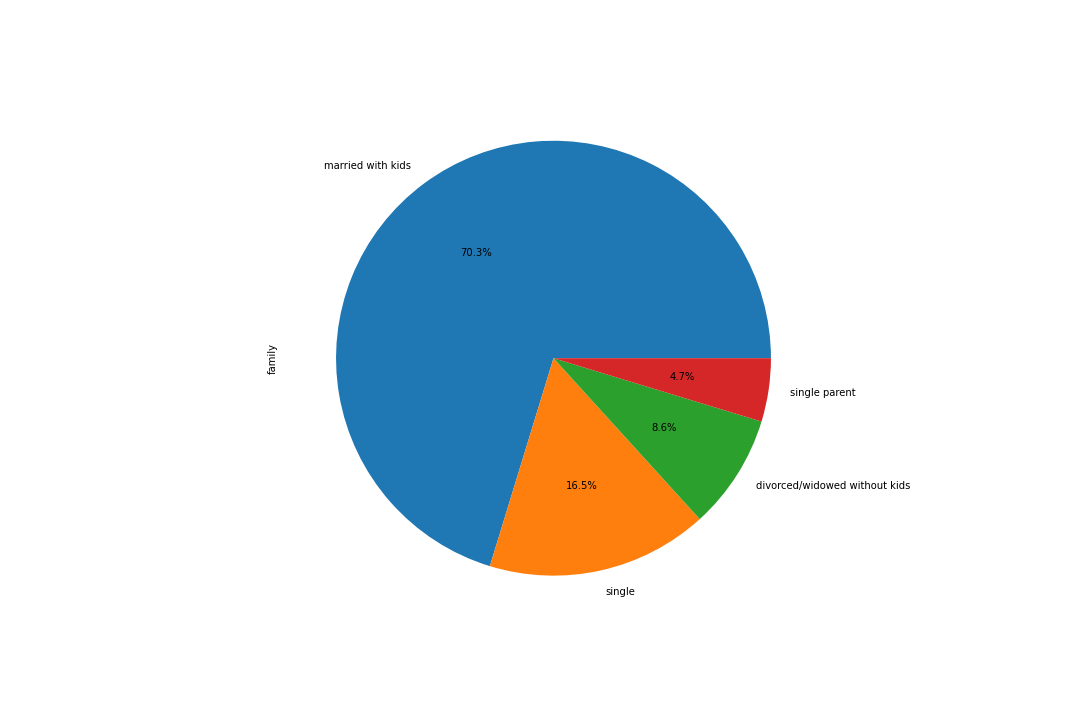 married with kids
70.3%
family
4.7%
single parent
8.6%
divorced/widowed without kids
16.5%
single